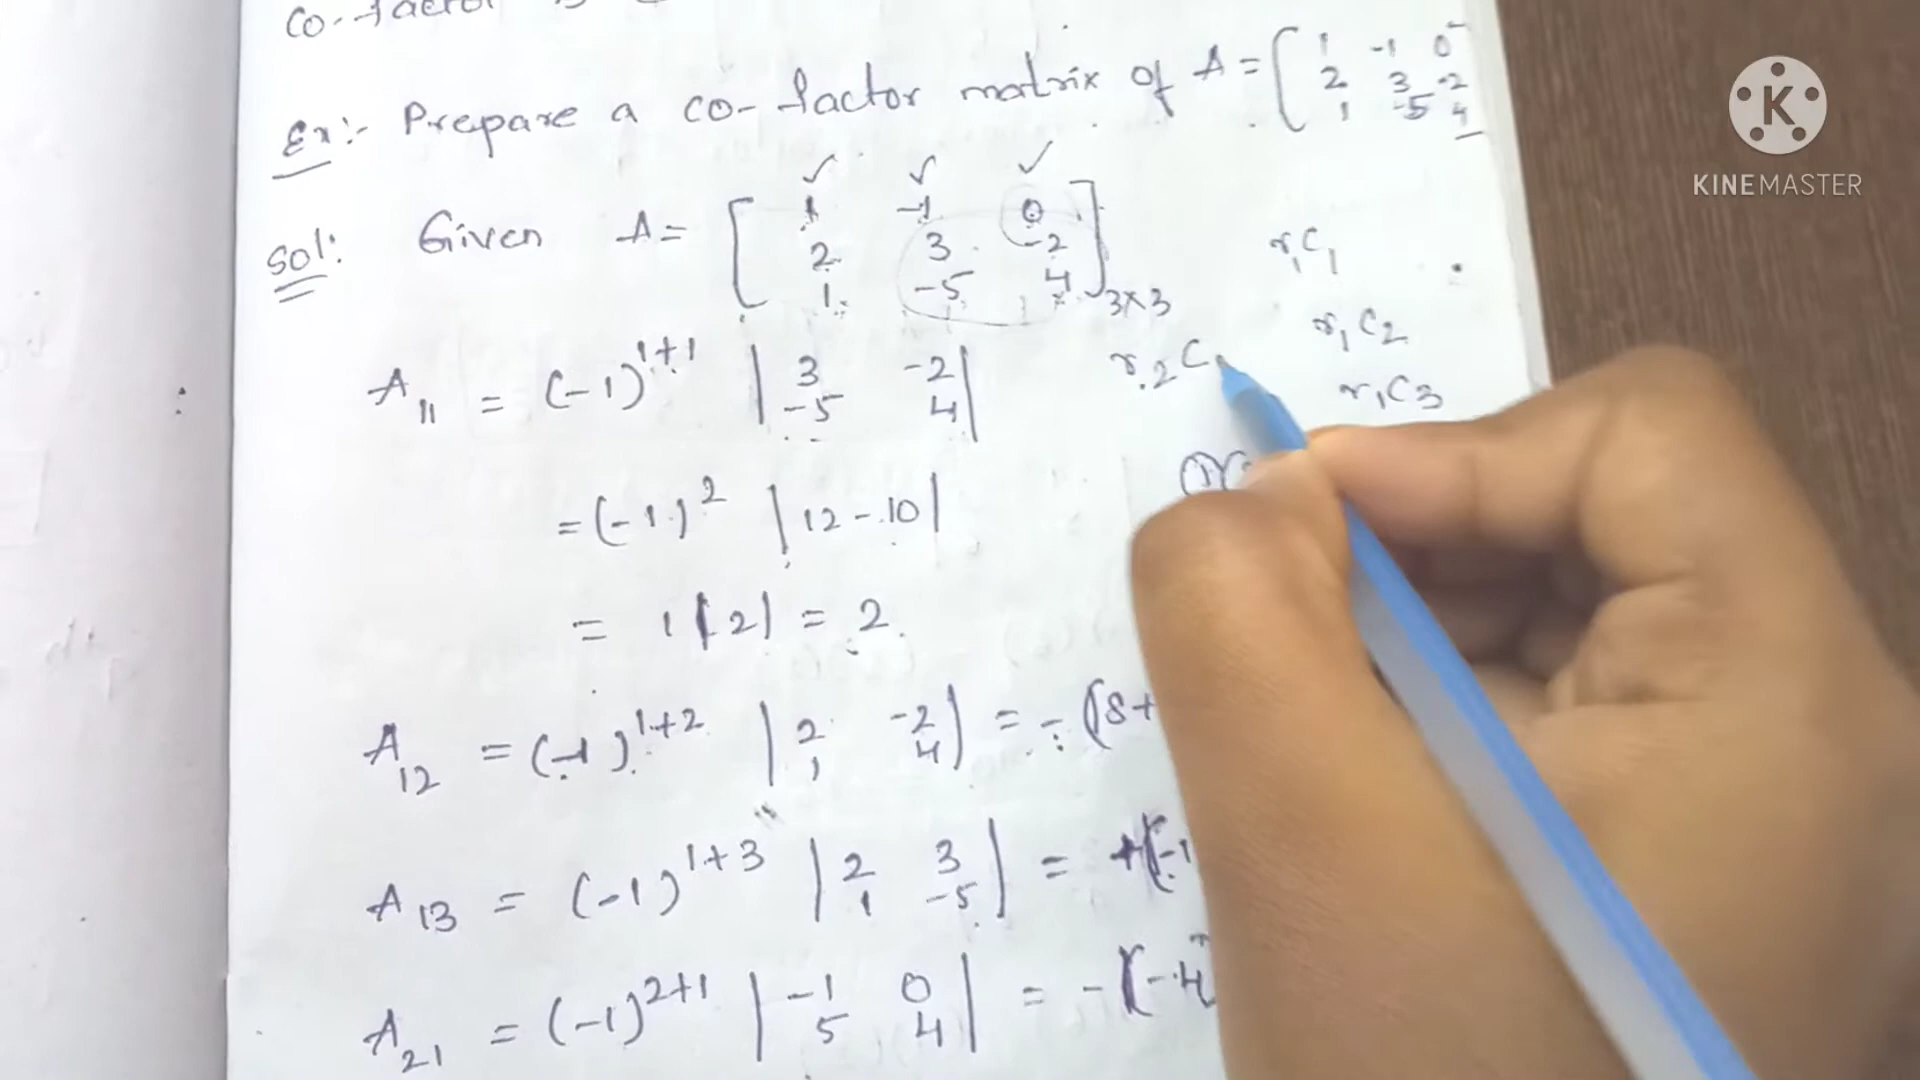 Co-factor
Ex:- Prepare a co-factor matrix of A = [ 1 -1 0
2 3 -2
1 -5 4
Sol: Given A = [ 1 -1 0
2 3 -2
1 -5 4 ] 3×3
✓ ✓ ✓
r1C1
r1C2
r1C3
r2C
A11 = (-1)^1+1 | 3 -2
-5 4 |
= (-1)^2 | 12 - 10 |
= 1 | 2 | = 2
A12 = (-1)^1+2 | 2 -2
1 4 | = - (8+
A13 = (-1)^1+3 | 2 3
1 -5 | = +(-1
A21 = (-1)^2+1 | -1 0
5 4 | = - (-4
K
KINEMASTER